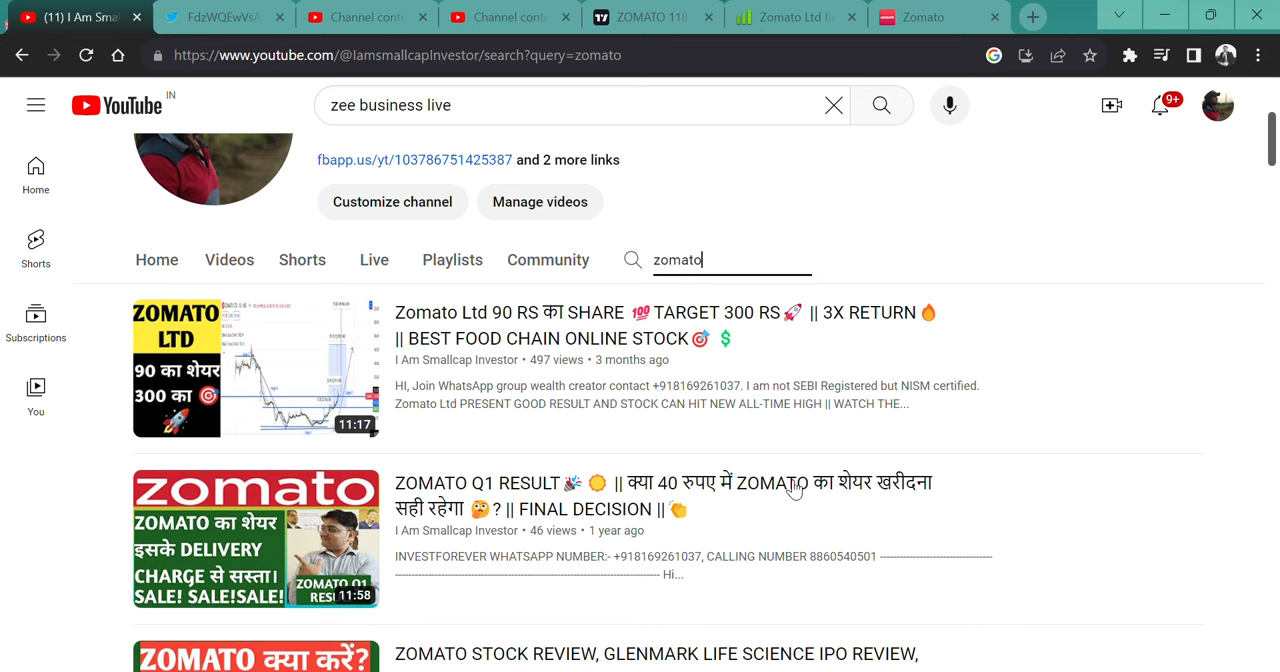 (11) I Am Sma
FdzWQEwVsA
Channel cont
Channel cont
ZOMATO 118
Zomato Ltd fi
Zomato
https://www.youtube.com/@IamsmallcapInvestor/search?query=zomato
YouTube IN
zee business live
9+
fbapp.us/yt/103786751425387 and 2 more links
Customize channel
Manage videos
Home
Shorts
Subscriptions
You
Home Videos Shorts Live Playlists Community zomato
ZOMATO
LTD
90 का शेयर
300 का 🎯
🚀
11:17
Zomato Ltd 90 RS का SHARE 💯 TARGET 300 RS🚀 || 3X RETURN🔥
|| BEST FOOD CHAIN ONLINE STOCK🎯 💲
I Am Smallcap Investor • 497 views • 3 months ago
HI, Join WhatsApp group wealth creator contact +918169261037. I am not SEBI Registered but NISM certified.
Zomato Ltd PRESENT GOOD RESULT AND STOCK CAN HIT NEW ALL-TIME HIGH || WATCH THE...
zomato
ZOMATO का शेयर
इसके DELIVERY
CHARGE से सस्ता।
SALE! SALE!SALE!
ZOMATO Q1
RESU
11:58
ZOMATO Q1 RESULT 🎉 🌞 || क्या 40 रुपए में ZOMATO का शेयर खरीदना
सही रहेगा 🤔? || FINAL DECISION ||👏
I Am Smallcap Investor • 46 views • 1 year ago
INVESTFOREVER WHATSAPP NUMBER:- +918169261037, CALLING NUMBER 8860540501 ----------------------------------
-------------------------------------------------------------------------------- Hi...
ZOMATO क्या करें?
ZOMATO STOCK REVIEW, GLENMARK LIFE SCIENCE IPO REVIEW,